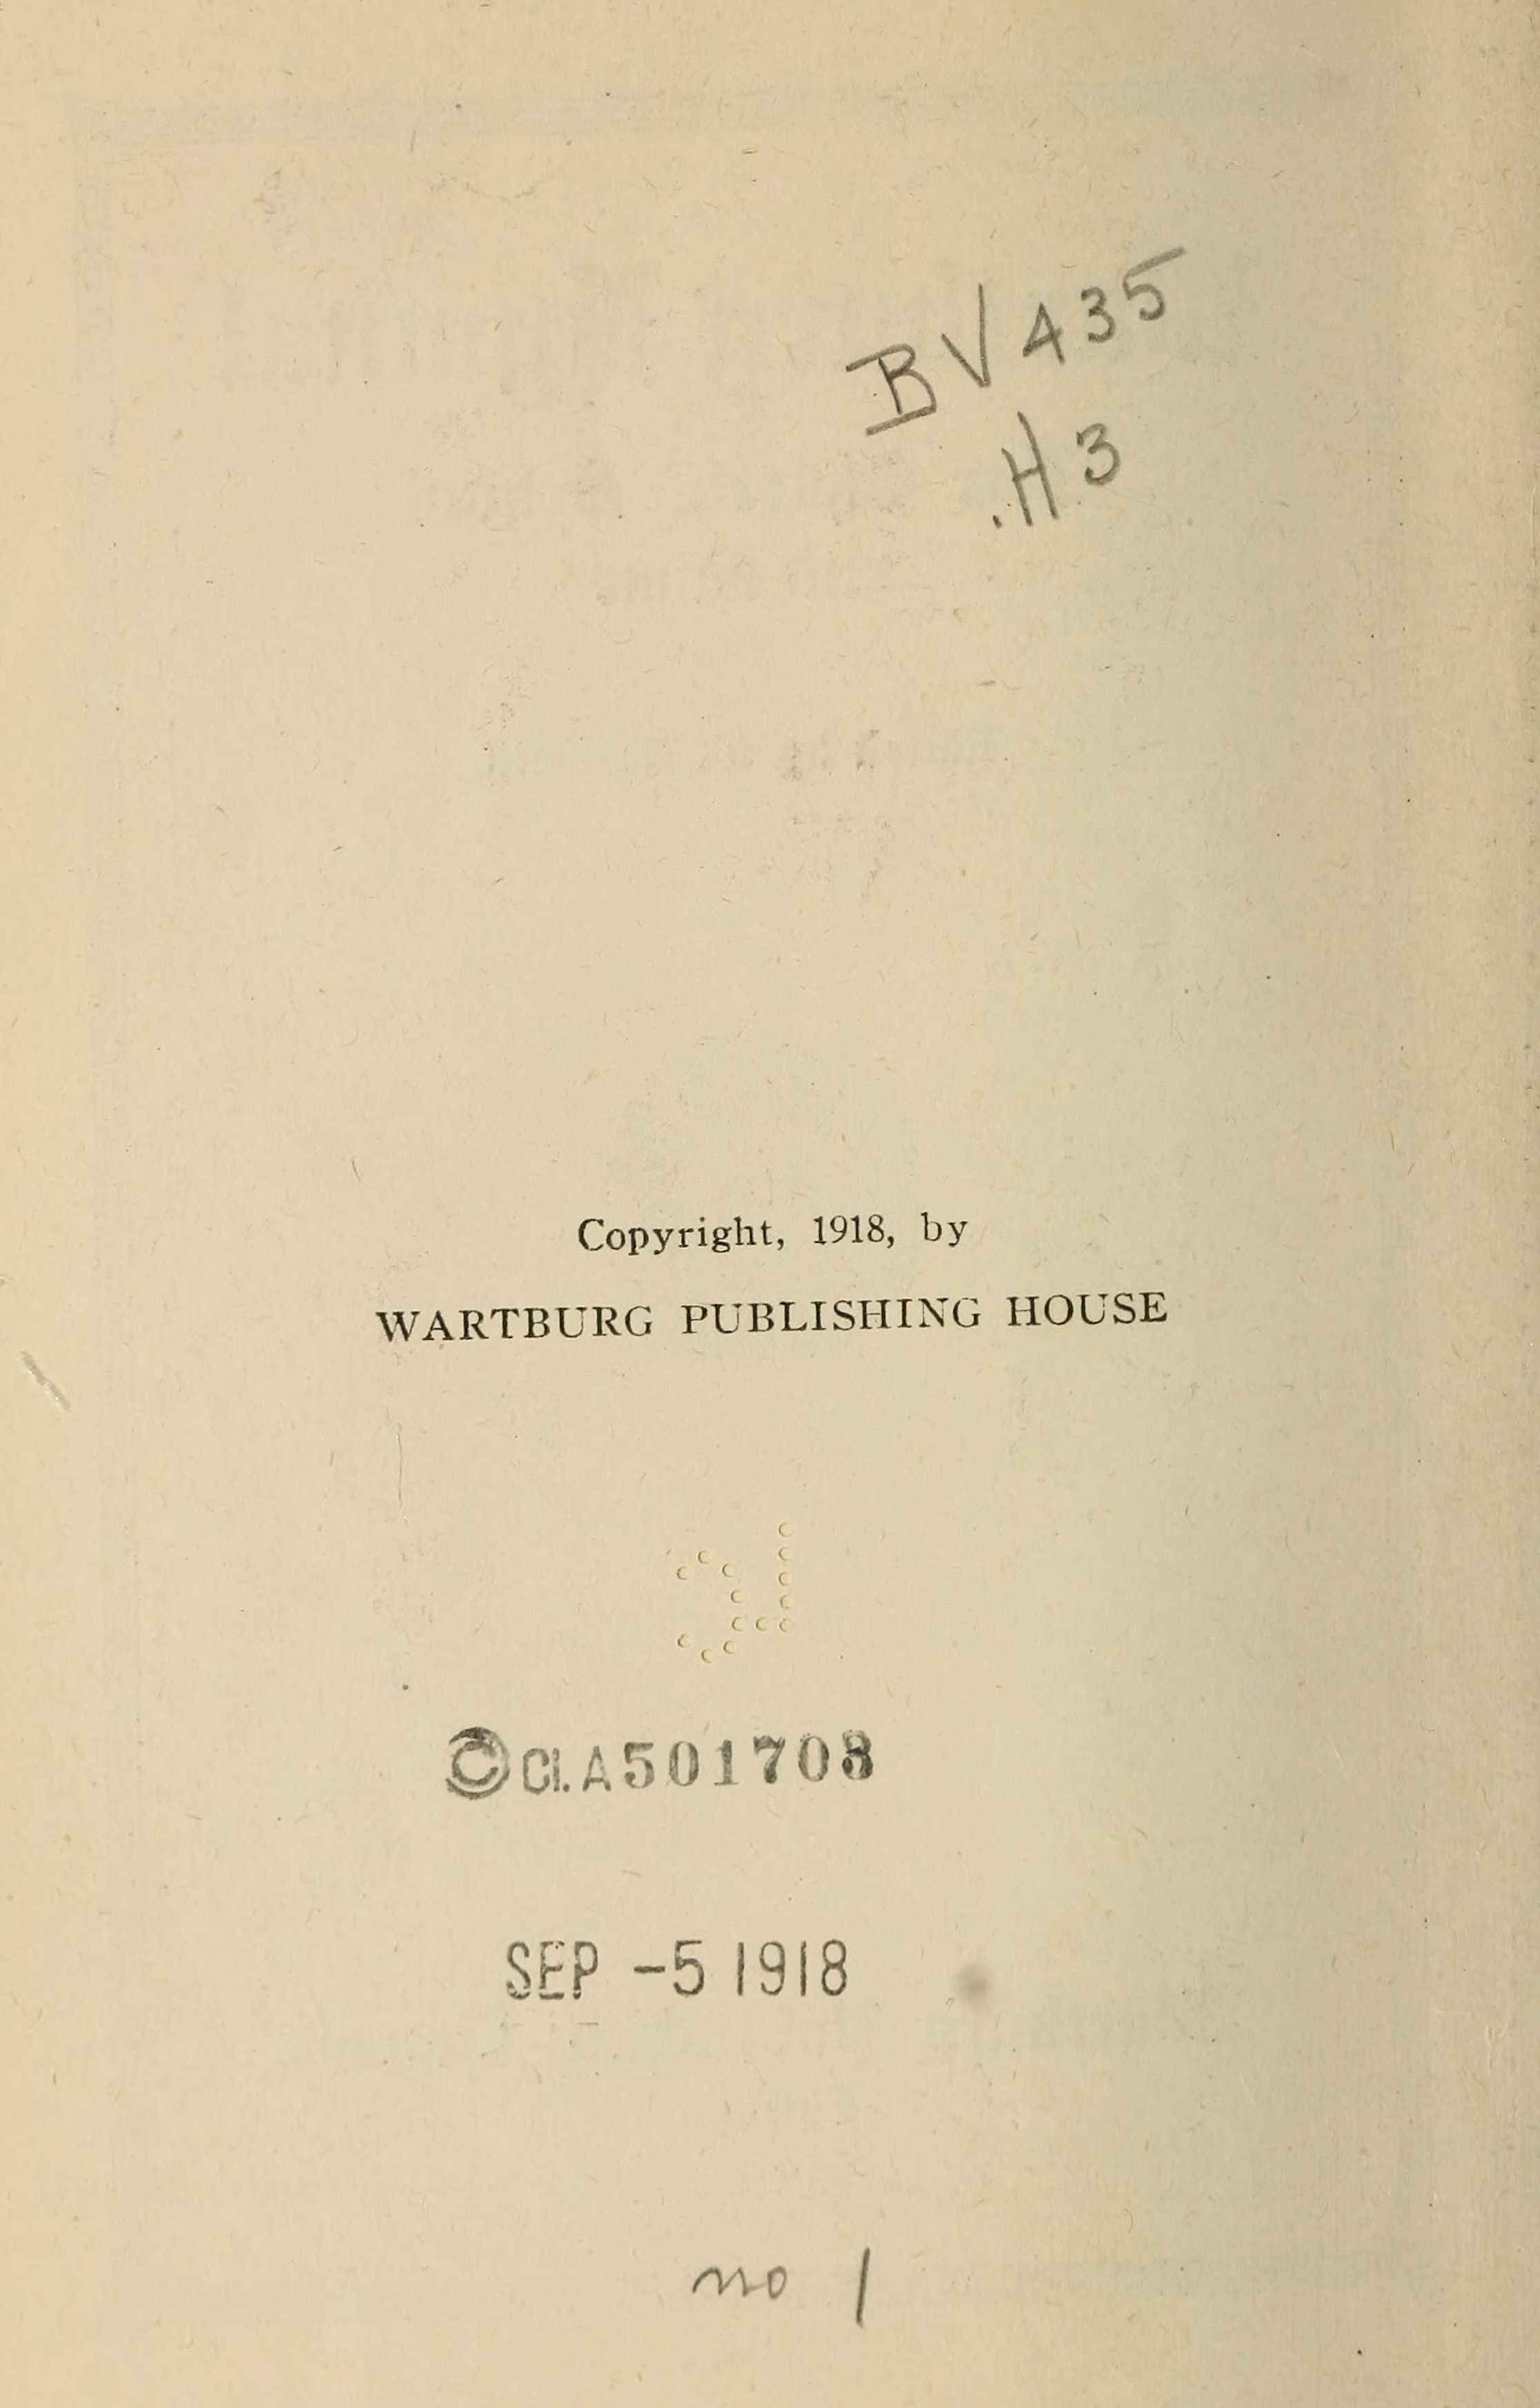 BV435
.H3
Copyright, 1918, by
WARTBURG PUBLISHING HOUSE
©Cl.A501708
SEP -5 1918
no 1